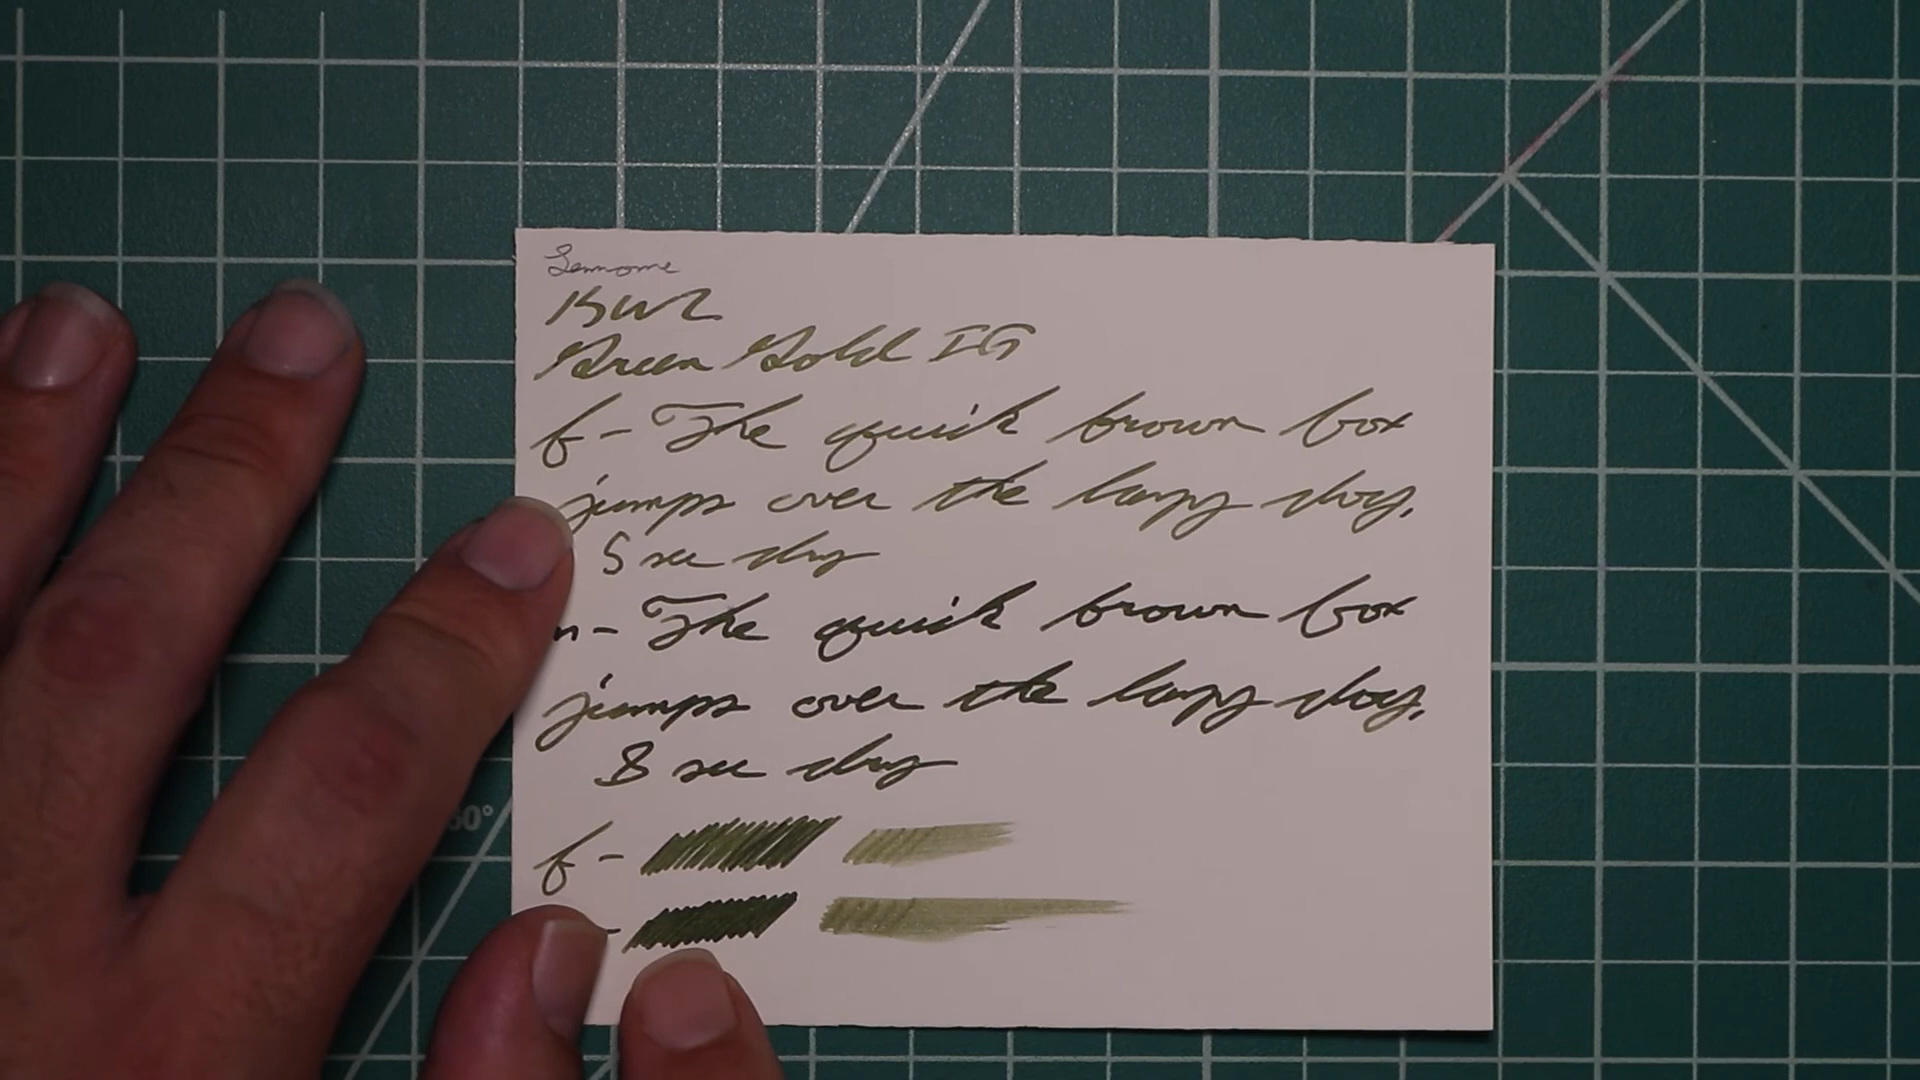 KWZ
Green Gold IG
f - The quick brown box
jumps over the lazy dog.
5 sec dry
m - The quick brown box
jumps over the lazy dog.
8 sec dry
f -
60°
-